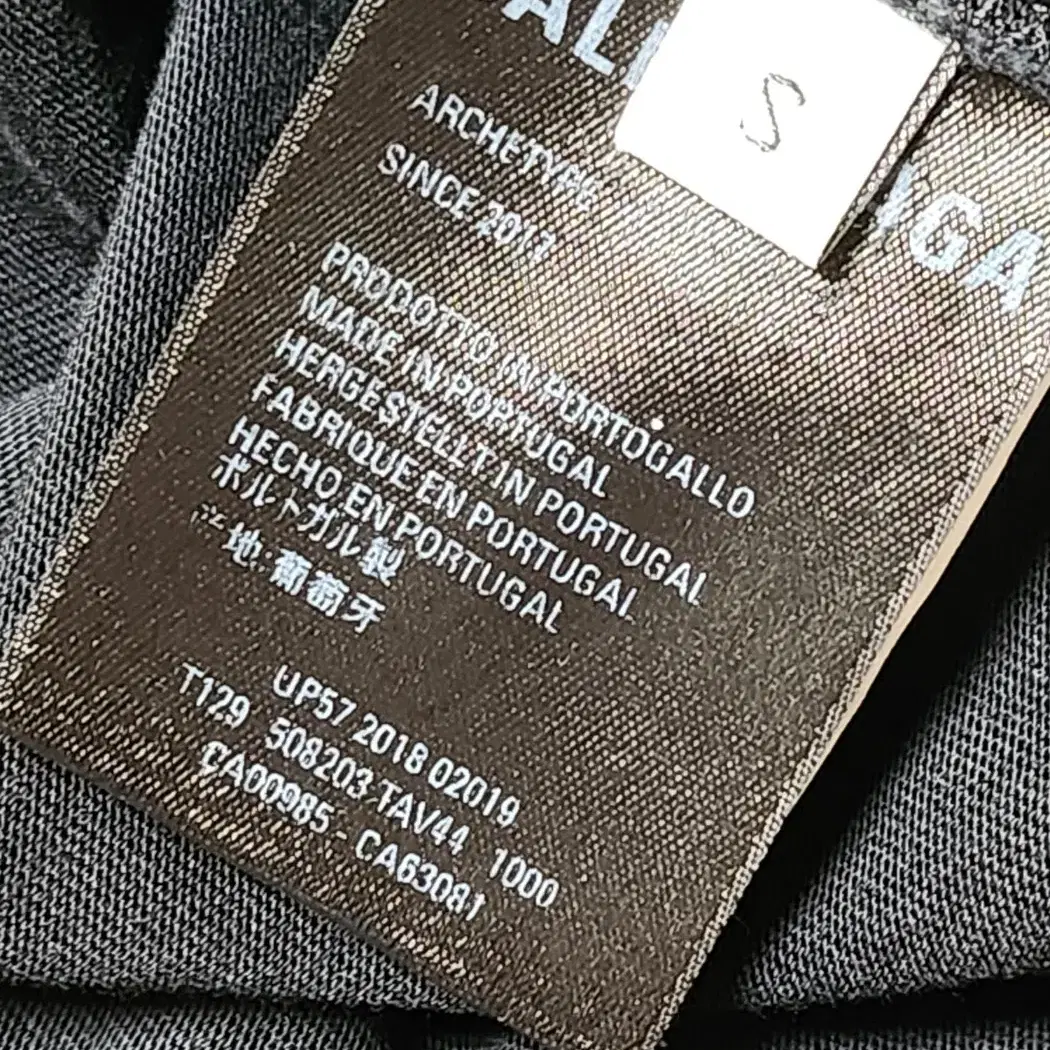 S
ARCHETYPE
SINCE 2017
PRODOTTO IN PORTOGALLO
MADE IN PORTUGAL
HERGESTELLT IN PORTUGAL
FABRIQUE EN PORTUGAL
HECHO EN PORTUGAL
ポルトガル製
产地:葡萄牙
UP57 2018 02019
T129 508203 TAV44 1000
CA00985 - CA63081